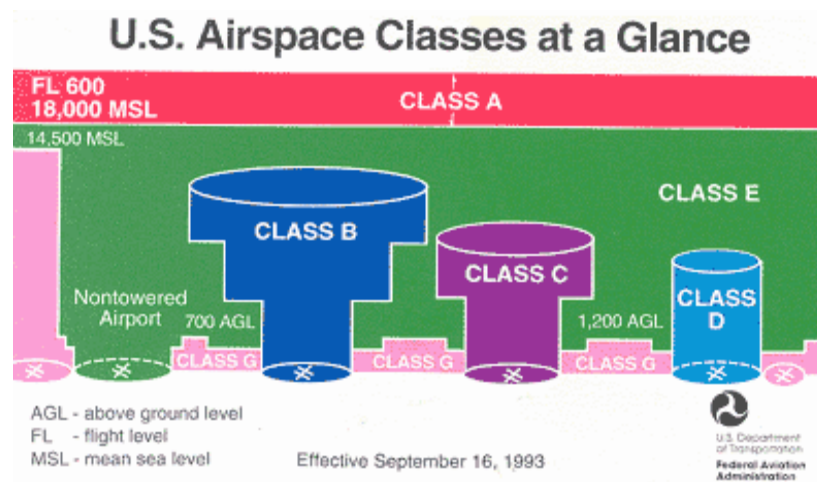 U.S. Airspace Classes at a Glance
FL 600
18,000 MSL
CLASS A
14,500 MSL
CLASS E
CLASS B
CLASS C
Nontowered
Airport
700 AGL
1,200 AGL
CLASS
D
CLASS G
CLASS G
CLASS G
AGL - above ground level
FL - flight level
MSL - mean sea level
Effective September 16, 1993
U.S. Department
of Transportation
Federal Aviation
Administration